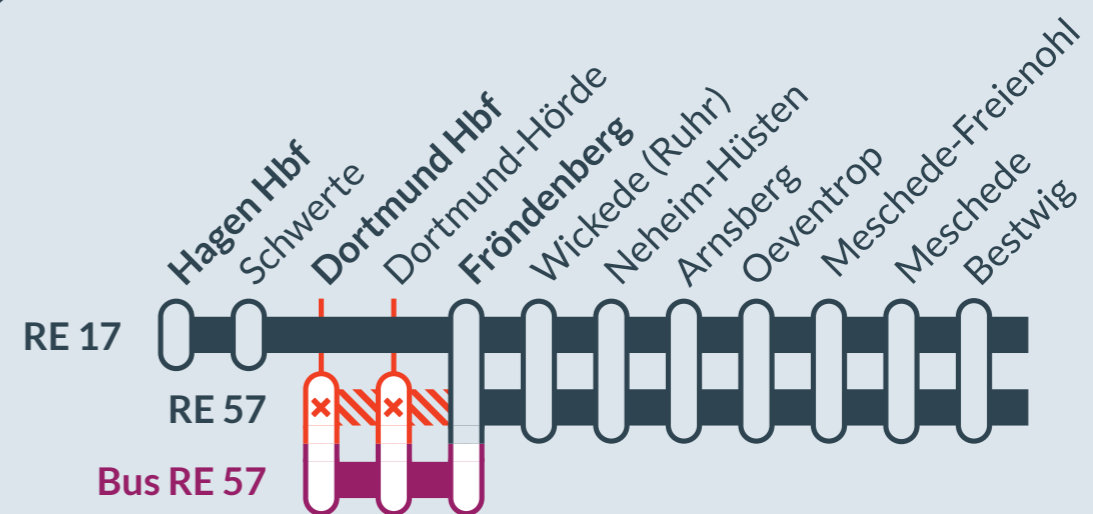 Hagen Hbf
Schwerte
Dortmund Hbf
Dortmund-Hörde
Fröndenberg
Wickede (Ruhr)
Neheim-Hüsten
Arnsberg
Oeventrop
Meschede-Freienohl
Meschede
Bestwig
RE 17
RE 57
Bus RE 57